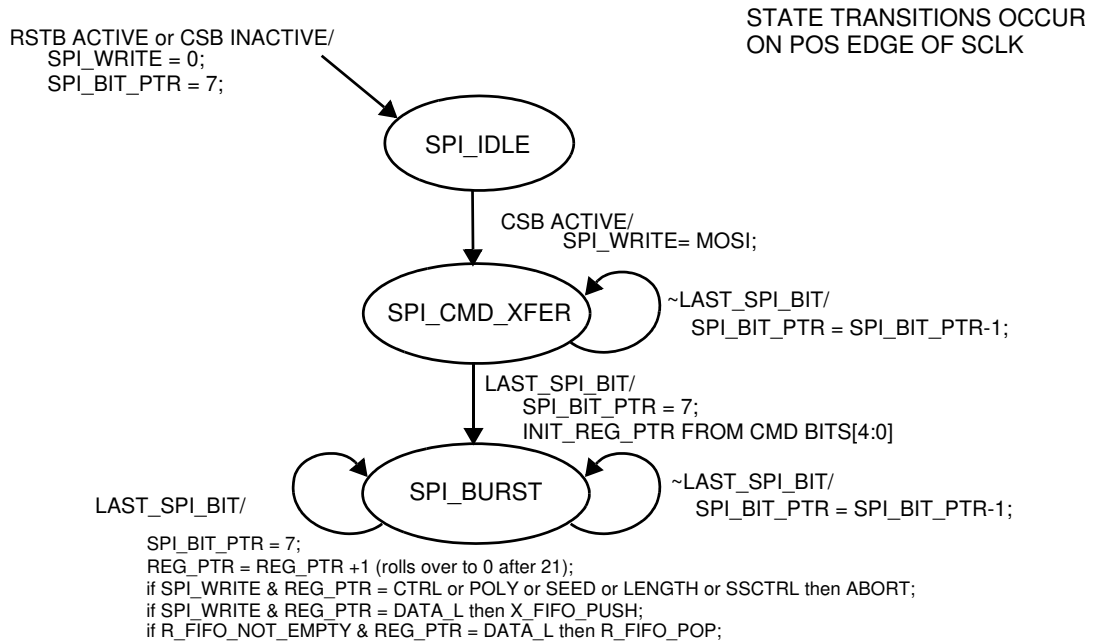 STATE TRANSITIONS OCCUR
ON POS EDGE OF SCLK
RSTB ACTIVE or CSB INACTIVE/
SPI_WRITE = 0;
SPI_BIT_PTR = 7;
SPI_IDLE
CSB ACTIVE/
SPI_WRITE= MOSI;
SPI_CMD_XFER
~LAST_SPI_BIT/
SPI_BIT_PTR = SPI_BIT_PTR-1;
LAST_SPI_BIT/
SPI_BIT_PTR = 7;
INIT_REG_PTR FROM CMD BITS[4:0]
SPI_BURST
~LAST_SPI_BIT/
SPI_BIT_PTR = SPI_BIT_PTR-1;
LAST_SPI_BIT/
SPI_BIT_PTR = 7;
REG_PTR = REG_PTR +1 (rolls over to 0 after 21);
if SPI_WRITE & REG_PTR = CTRL or POLY or SEED or LENGTH or SSCTRL then ABORT;
if SPI_WRITE & REG_PTR = DATA_L then X_FIFO_PUSH;
if R_FIFO_NOT_EMPTY & REG_PTR = DATA_L then R_FIFO_POP;